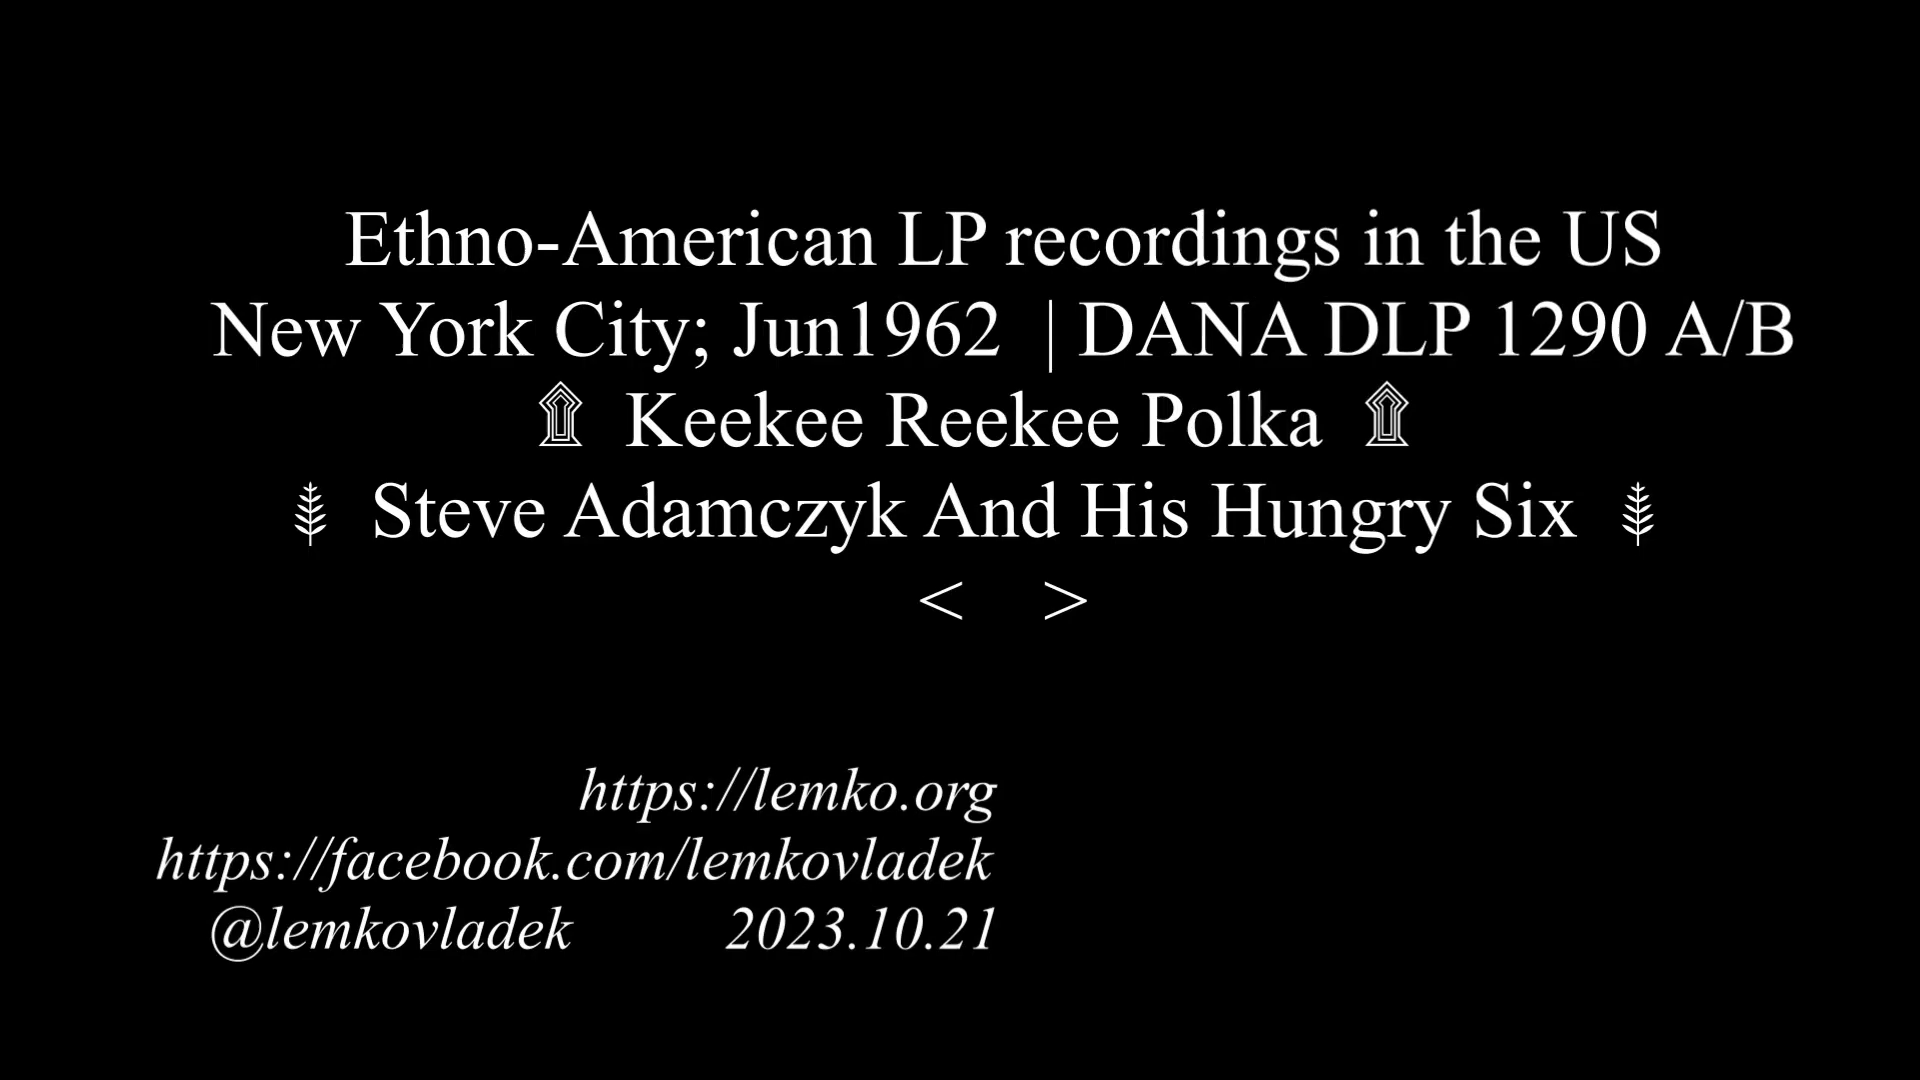 Ethno-American LP recordings in the US
New York City; Jun1962 | DANA DLP 1290 A/B
۩ Keekee Reekee Polka ۩
⸙ Steve Adamczyk And His Hungry Six ⸙
< >
https://lemko.org
https://facebook.com/lemkovladek
@lemkovladek 2023.10.21